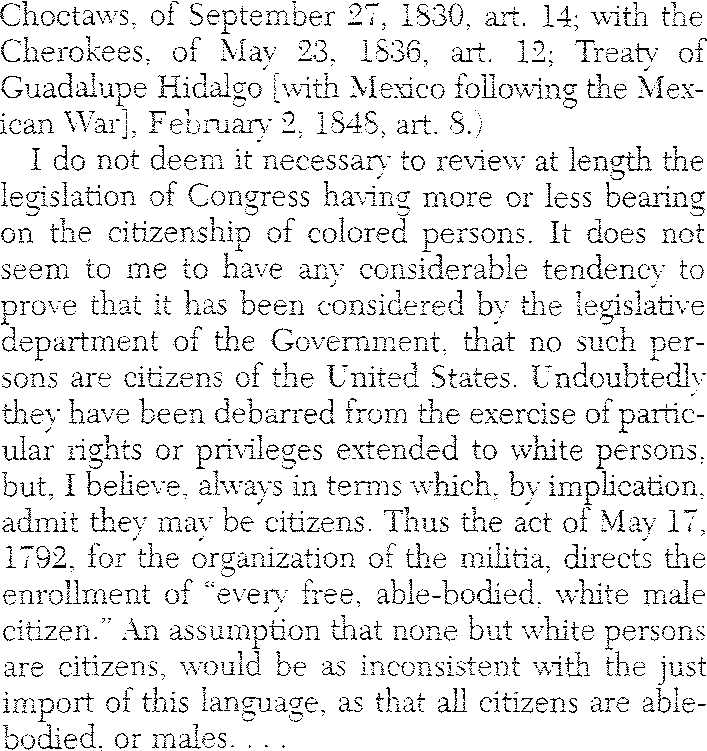 Choctaws, of September 27, 1830, art. 14; with the
Cherokees, of May 23, 1836, art. 12; Treaty of
Guadalupe Hidalgo [with Mexico following the Mex-
ican War], February 2, 1848, art. 8.)
I do not deem it necessary to review at length the
legislation of Congress having more or less bearing
on the citizenship of colored persons. It does not
seem to me to have any considerable tendency to
prove that it has been considered by the legislative
department of the Government, that no such per-
sons are citizens of the United States. Undoubtedly
they have been debarred from the exercise of partic-
ular rights or privileges extended to white persons,
but, I believe, always in terms which, by implication,
admit they may be citizens. Thus the act of May 17,
1792, for the organization of the militia, directs the
enrollment of “every free, able-bodied, white male
citizen.” An assumption that none but white persons
are citizens, would be as inconsistent with the just
import of this language, as that all citizens are able-
bodied, or males. . . .